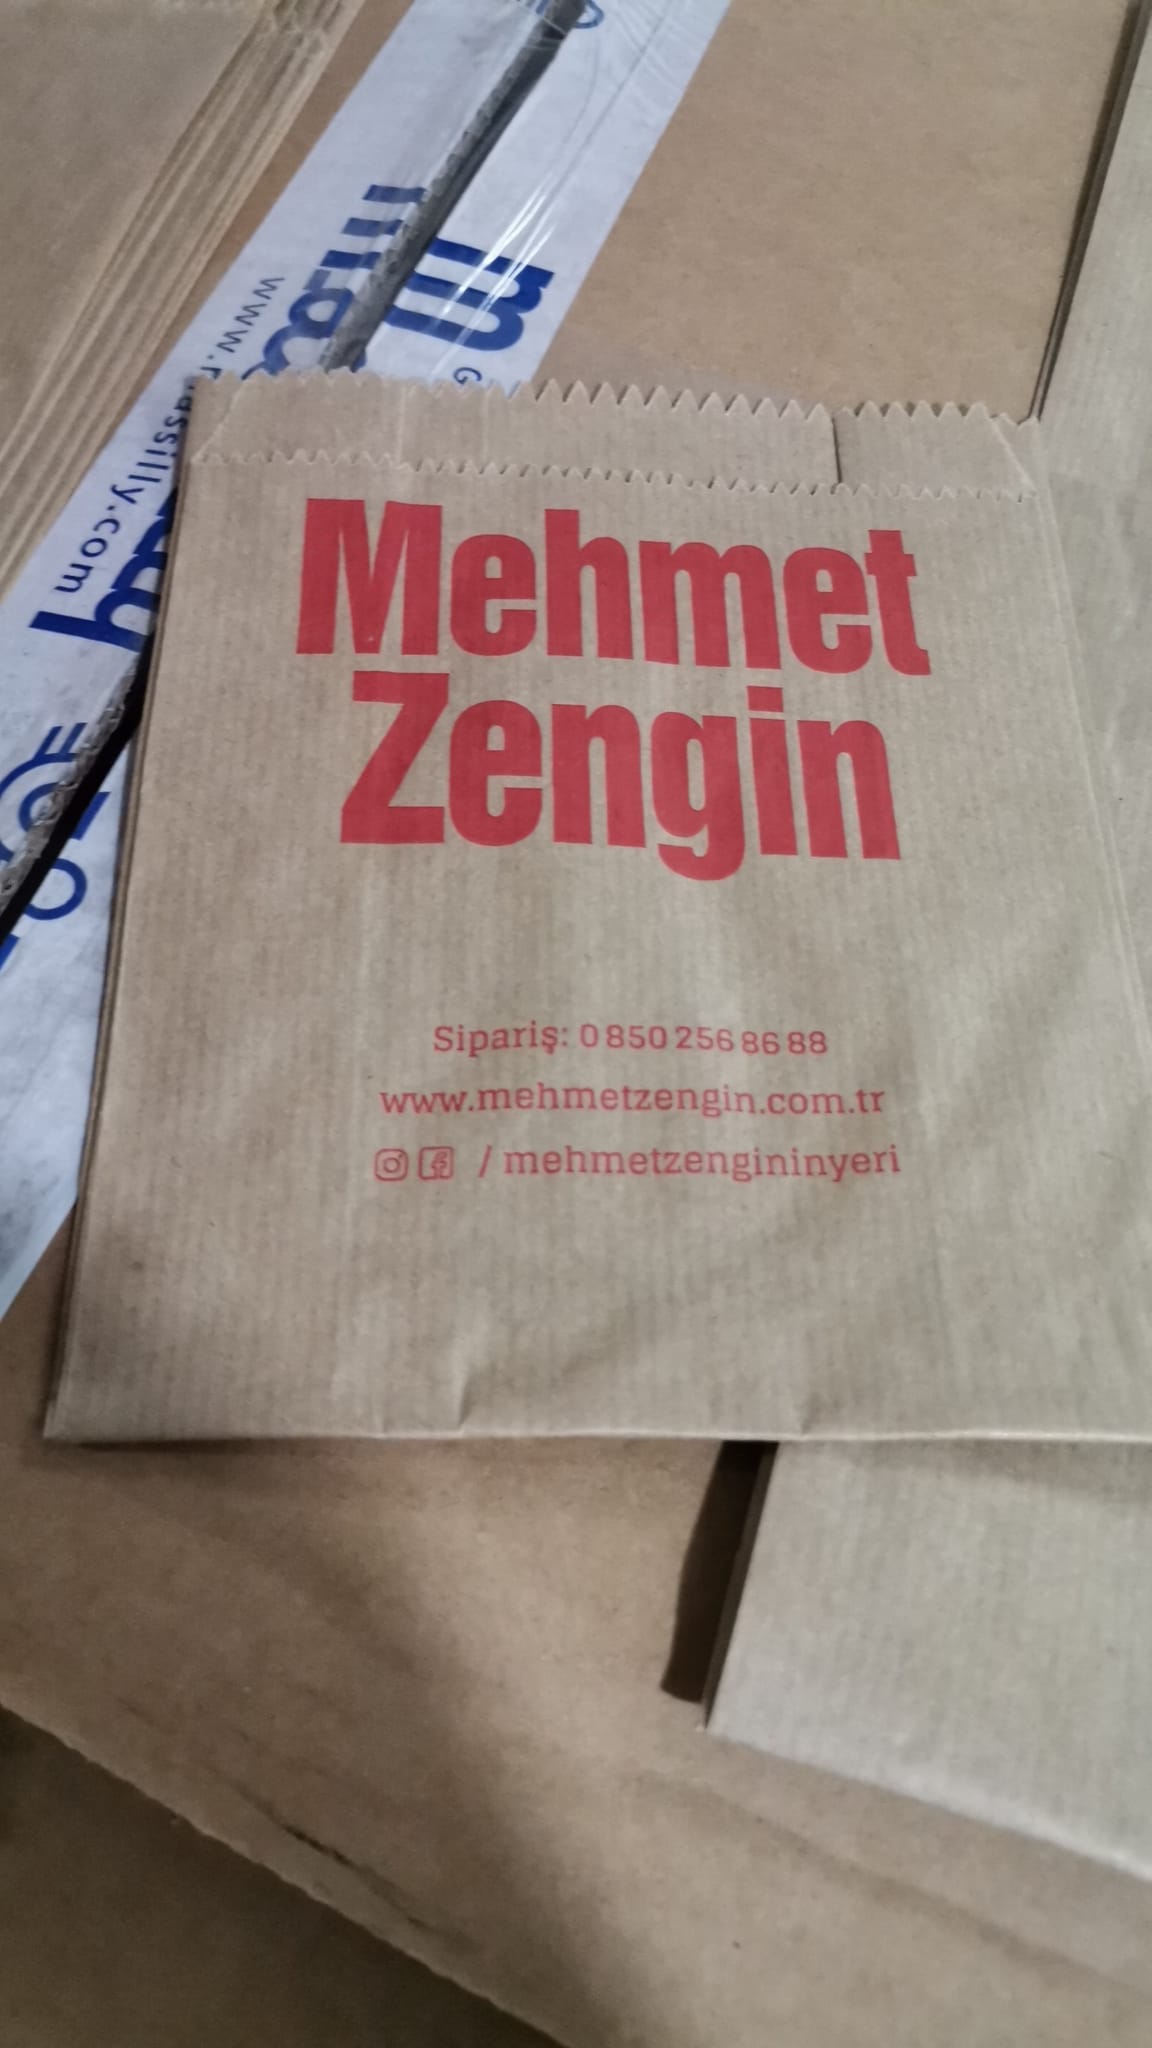 Mehmet
Zengin
Sipariş: 0 850 256 86 88
www.mehmetzengin.com.tr
/ mehmetzengininyeri